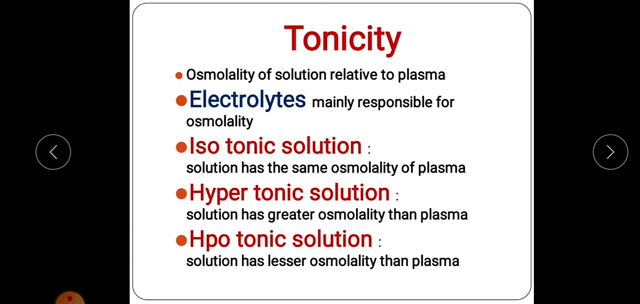 Tonicity
Osmolality of solution relative to plasma
Electrolytes mainly responsible for
osmolality
Iso tonic solution :
solution has the same osmolality of plasma
Hyper tonic solution :
solution has greater osmolality than plasma
Hpo tonic solution :
solution has lesser osmolality than plasma